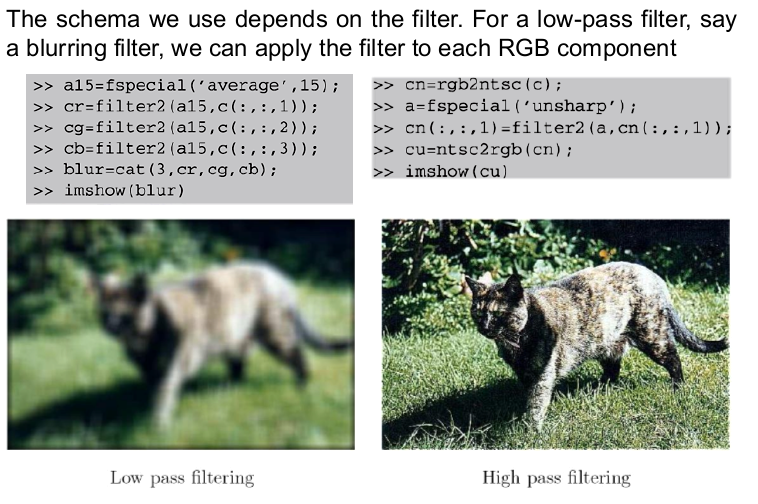 The schema we use depends on the filter. For a low-pass filter, say
a blurring filter, we can apply the filter to each RGB component
>> a15=fspecial(‘average’,15);
>> cr=filter2(a15,c(:,:,1));
>> cg=filter2(a15,c(:,:,2));
>> cb=filter2(a15,c(:,:,3));
>> blur=cat(3,cr,cg,cb);
>> imshow(blur)
>> cn=rgb2ntsc(c);
>> a=fspecial(‘unsharp’);
>> cn(:,:,1)=filter2(a,cn(:,:,1));
>> cu=ntsc2rgb(cn);
>> imshow(cu)
Low pass filtering
High pass filtering